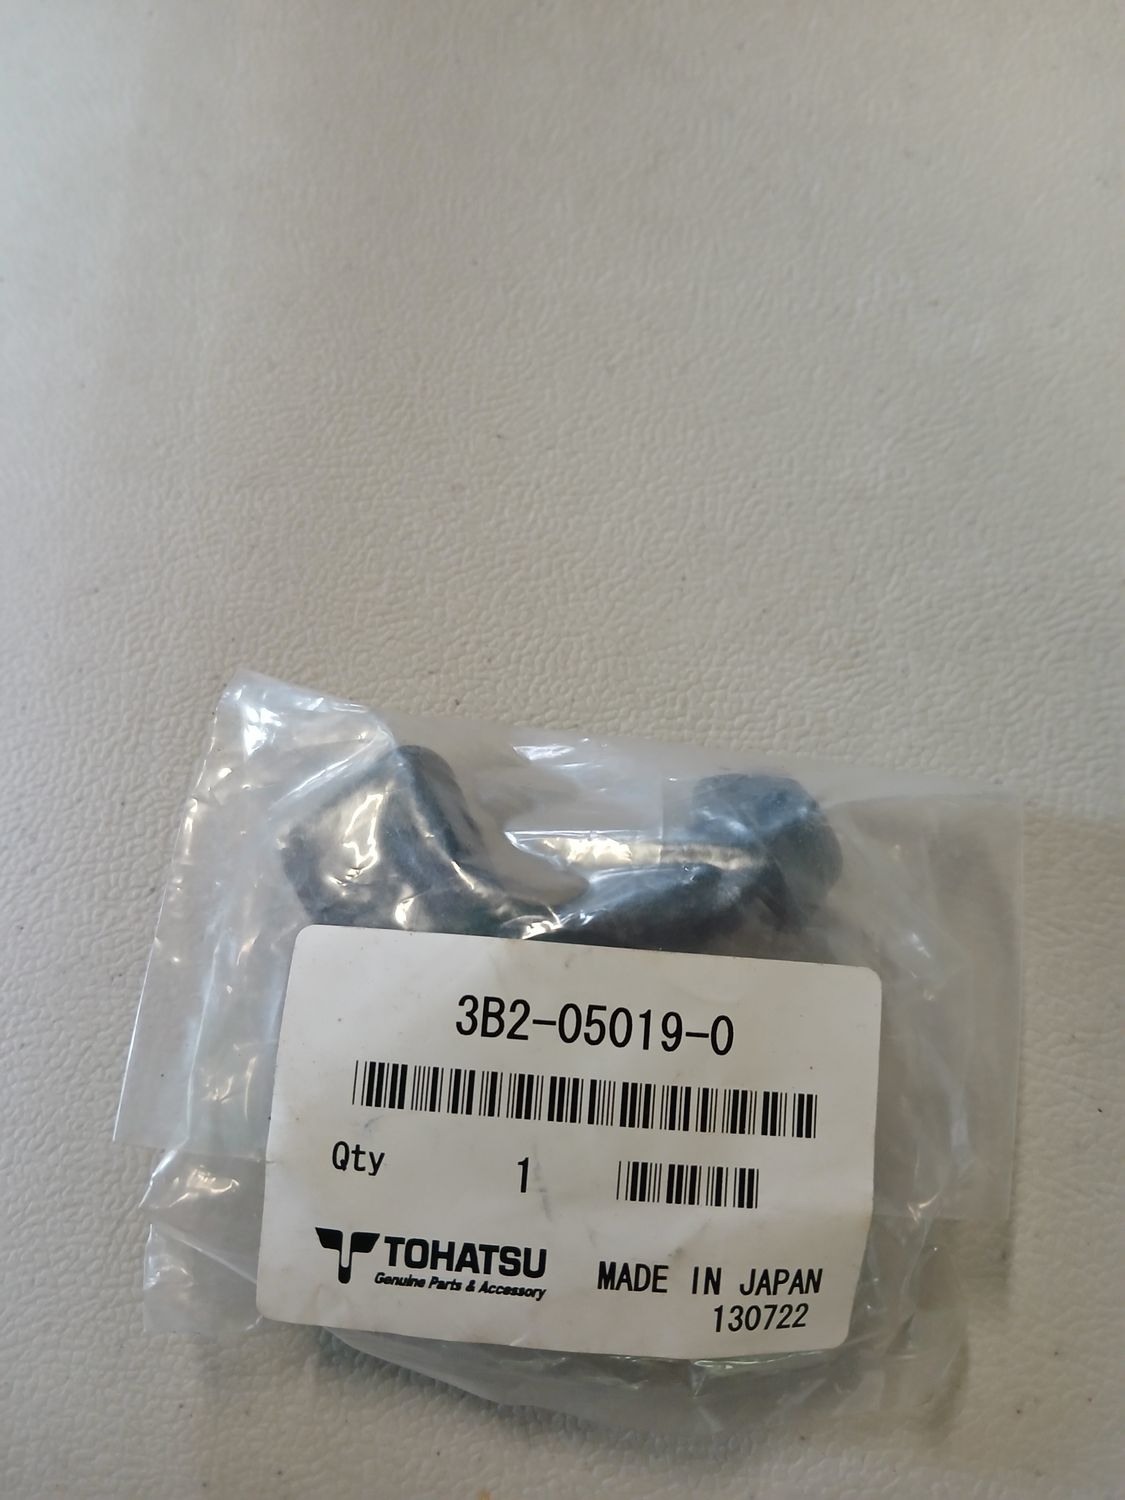 3B2-05019-0
Qty 1
TOHATSU
Genuine Parts & Accessory
MADE IN JAPAN
130722